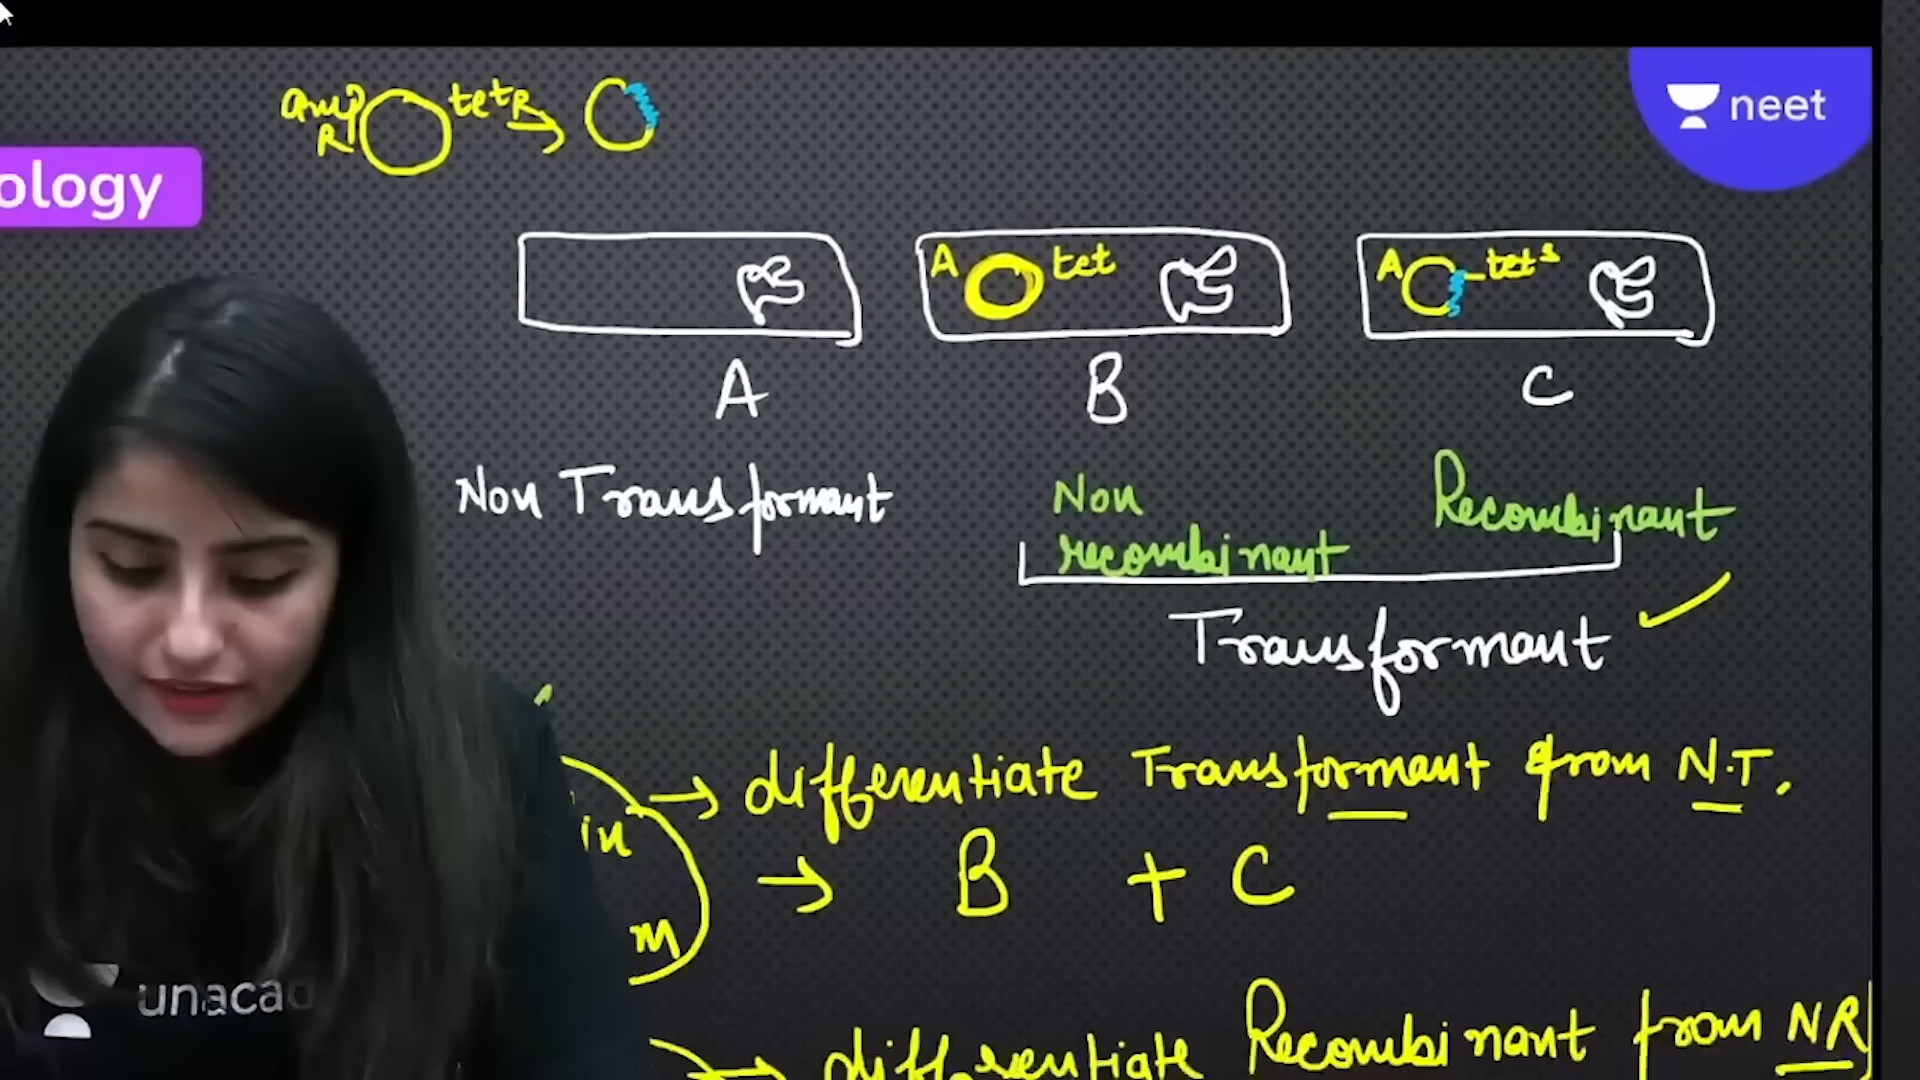 amp R tet R →
neet
ology
A tet
A tet s
A B C
Non Transformant
Non recombinant
Recombinant
Transformant
→ differentiate Transformant from N.T.
in
→ B + C
m
unacad
→ differentiate Recombinant from NR